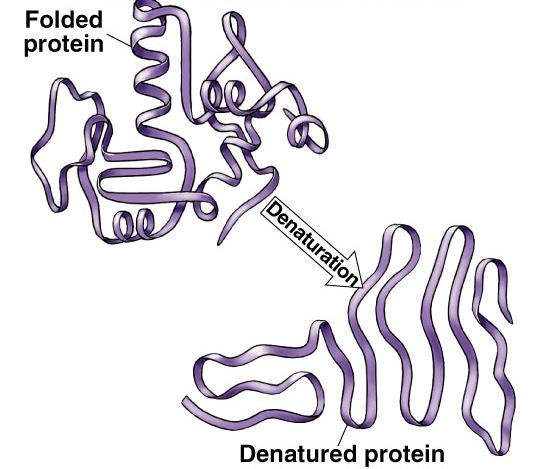 Folded
protein
Denaturation
Denatured protein